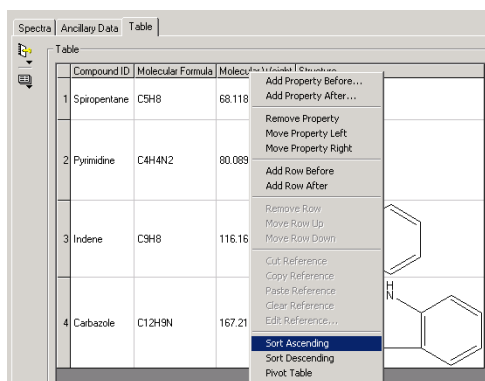 Spectra Ancillary Data Table
Table
Compound ID Molecular Formula Molecular Weight Structure
1 Spiropentane C5H8 68.118
2 Pyrimidine C4H4N2 80.089
3 Indene C9H8 116.16
4 Carbazole C12H9N 167.21
H
N
Add Property Before...
Add Property After...
Remove Property
Move Property Left
Move Property Right
Add Row Before
Add Row After
Remove Row
Move Row Up
Move Row Down
Cut Reference
Copy Reference
Paste Reference
Clear Reference
Edit Reference...
Sort Ascending
Sort Descending
Pivot Table